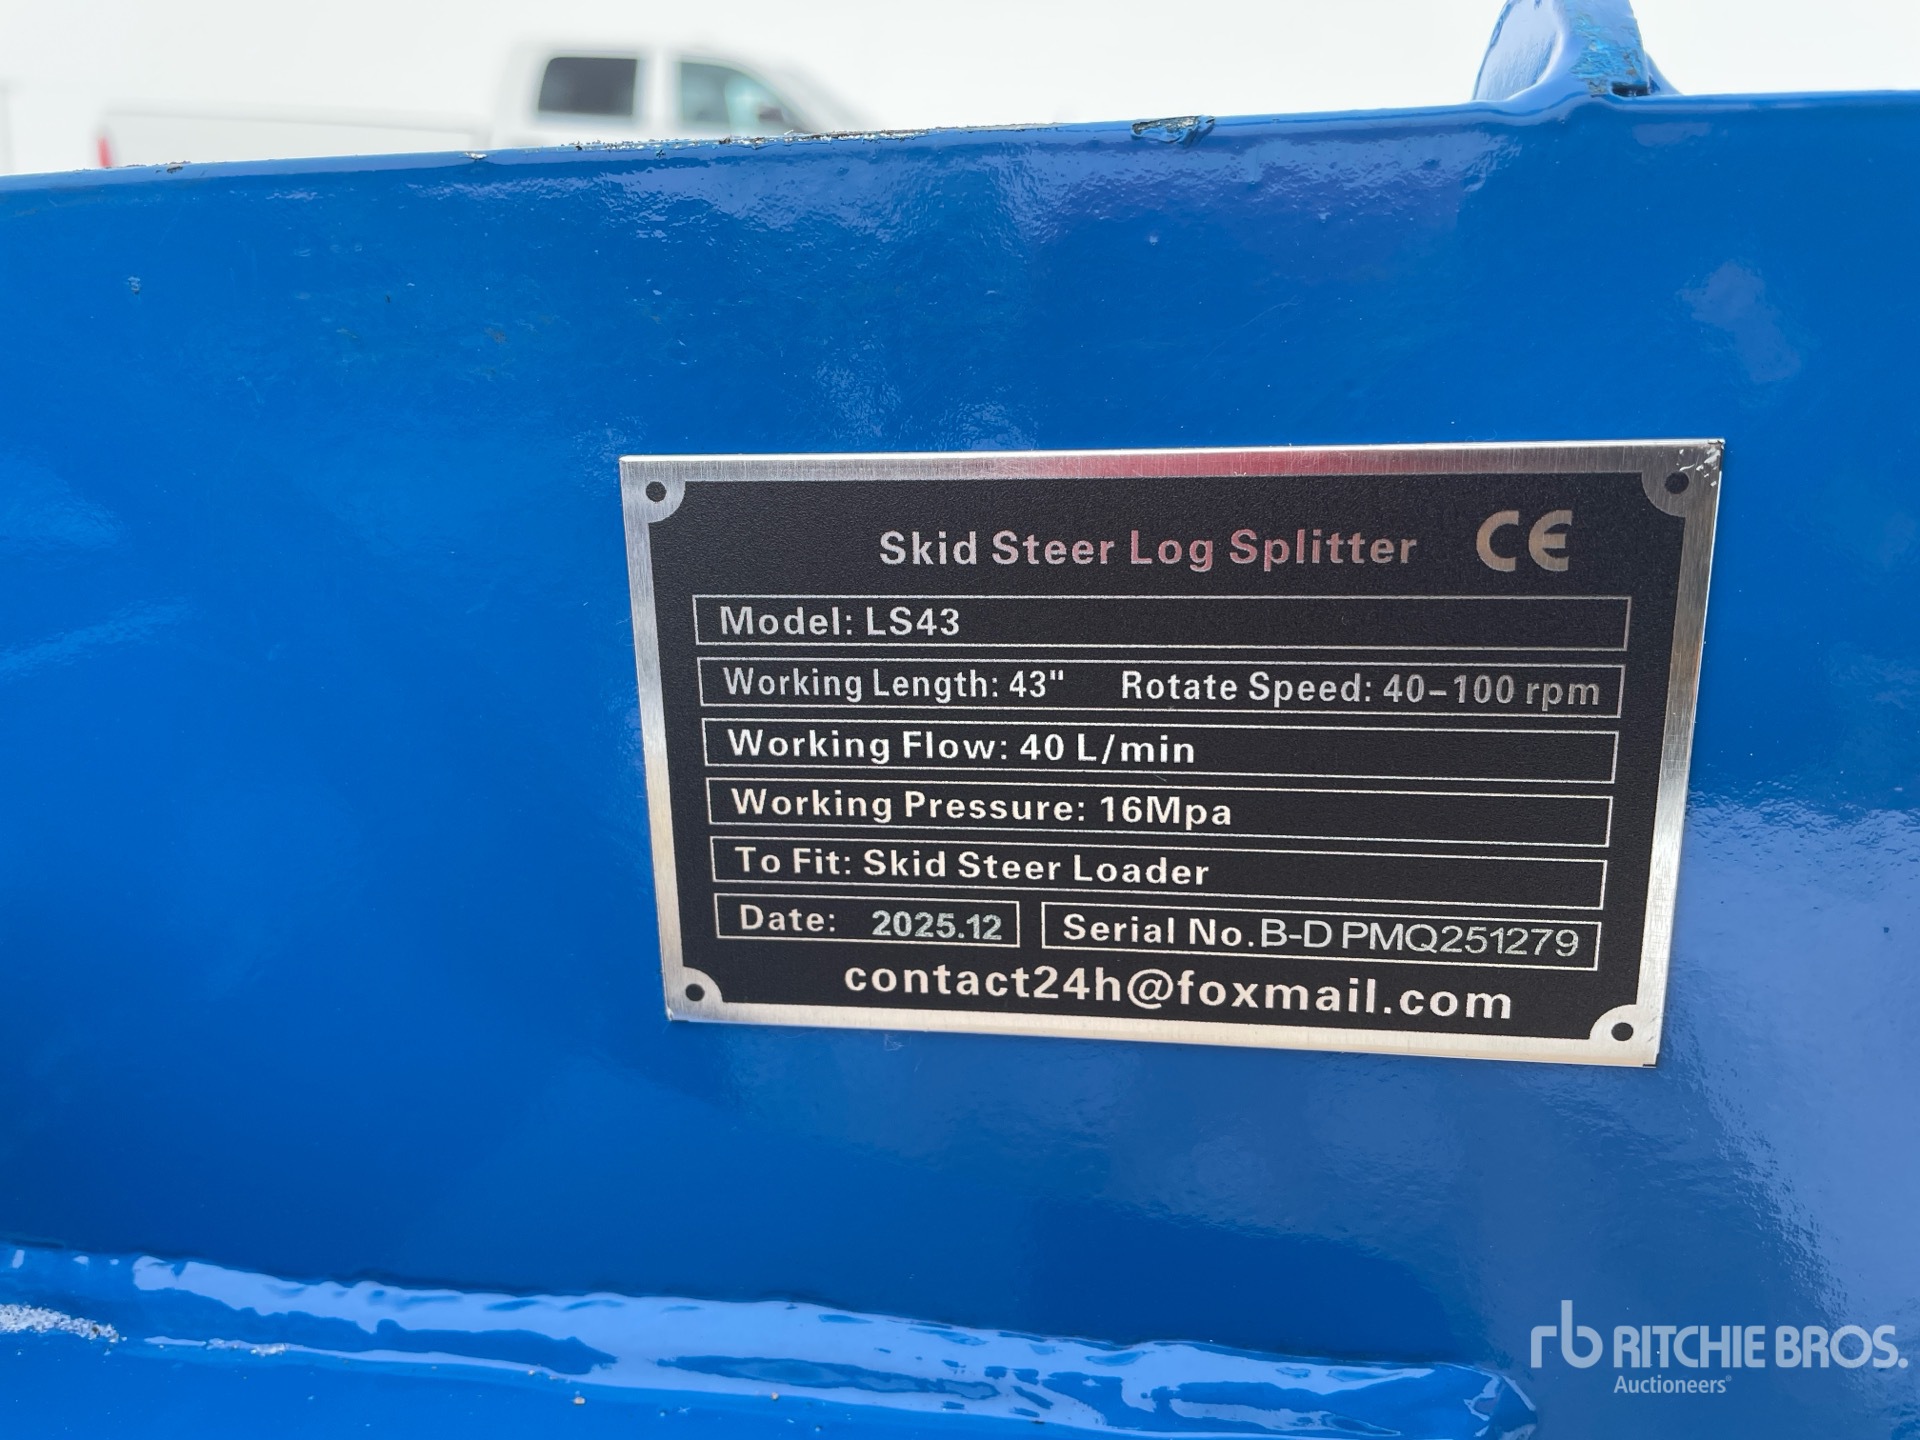 Skid Steer Log Splitter CE
Model: LS43
Working Length: 43" Rotate Speed: 40-100 rpm
Working Flow: 40 L/min
Working Pressure: 16Mpa
To Fit: Skid Steer Loader
Date: 2025.12 Serial No.B-D PMQ251279
contact24h@foxmail.com
rb RITCHIE BROS.
Auctioneers